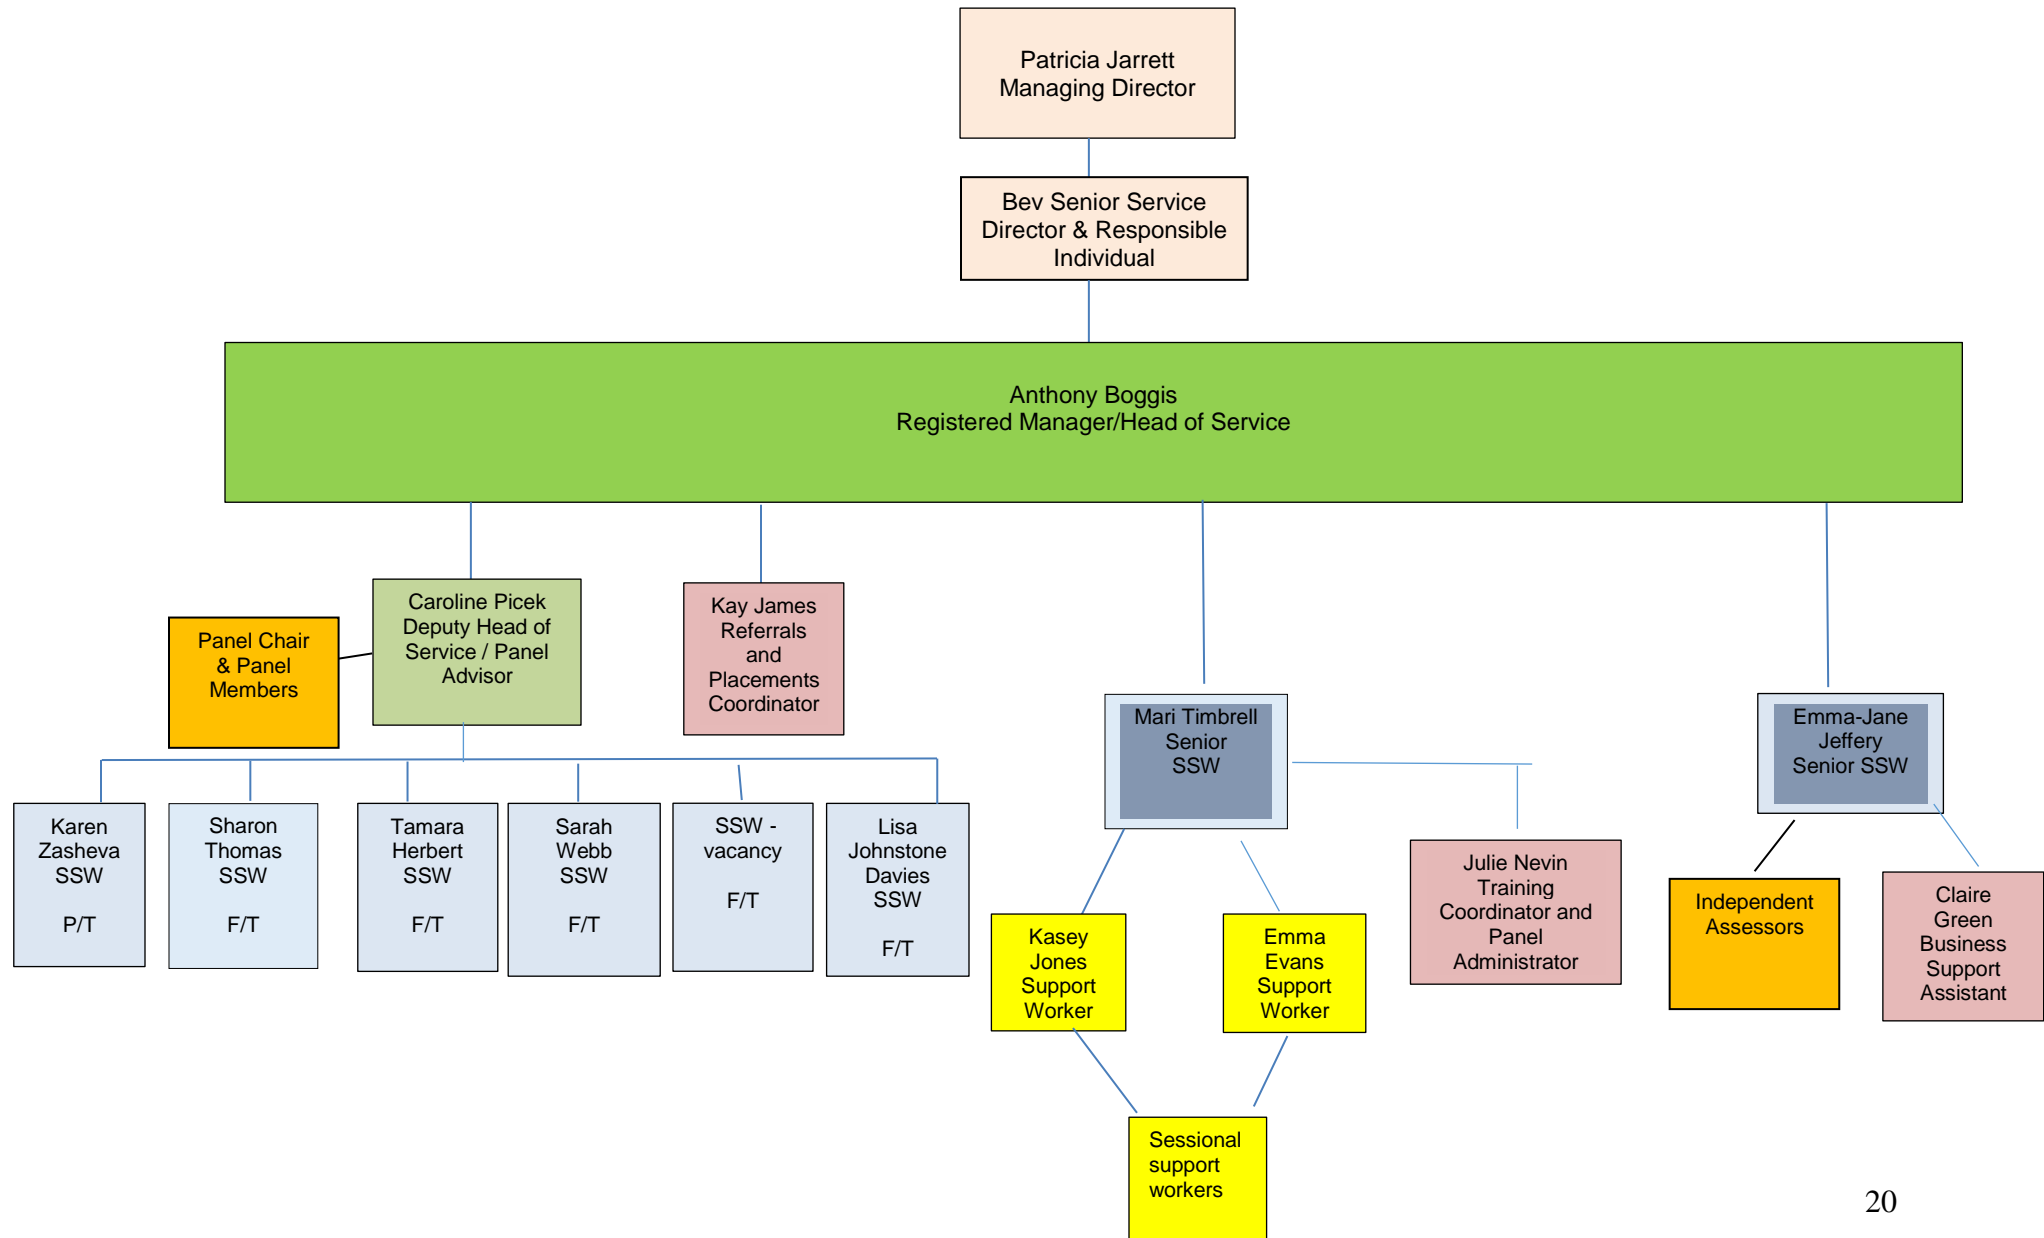 Patricia Jarrett
Managing Director
Bev Senior Service
Director & Responsible
Individual
Anthony Boggis
Registered Manager/Head of Service
Panel Chair
& Panel
Members
Caroline Picek
Deputy Head of
Service / Panel
Advisor
Kay James
Referrals
and
Placements
Coordinator
Mari Timbrell
Senior
SSW
Emma-Jane
Jeffery
Senior SSW
Karen
Zasheva
SSW
P/T
Sharon
Thomas
SSW
F/T
Tamara
Herbert
SSW
F/T
Sarah
Webb
SSW
F/T
SSW -
vacancy
F/T
Lisa
Johnstone
Davies
SSW
F/T
Kasey
Jones
Support
Worker
Emma
Evans
Support
Worker
Julie Nevin
Training
Coordinator and
Panel
Administrator
Independent
Assessors
Claire
Green
Business
Support
Assistant
Sessional
support
workers
20